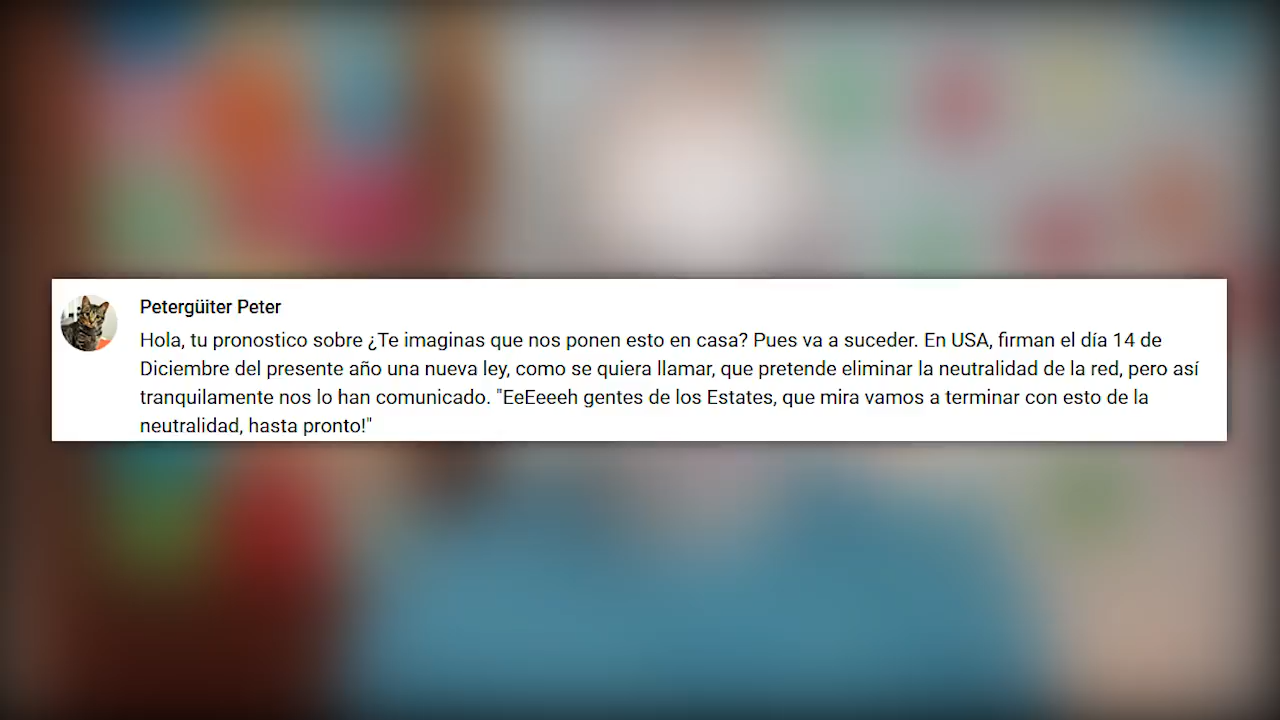 Petergüiter Peter
Hola, tu pronostico sobre ¿Te imaginas que nos ponen esto en casa? Pues va a suceder. En USA, firman el día 14 de
Diciembre del presente año una nueva ley, como se quiera llamar, que pretende eliminar la neutralidad de la red, pero así
tranquilamente nos lo han comunicado. "EeEeeeh gentes de los Estates, que mira vamos a terminar con esto de la
neutralidad, hasta pronto!"